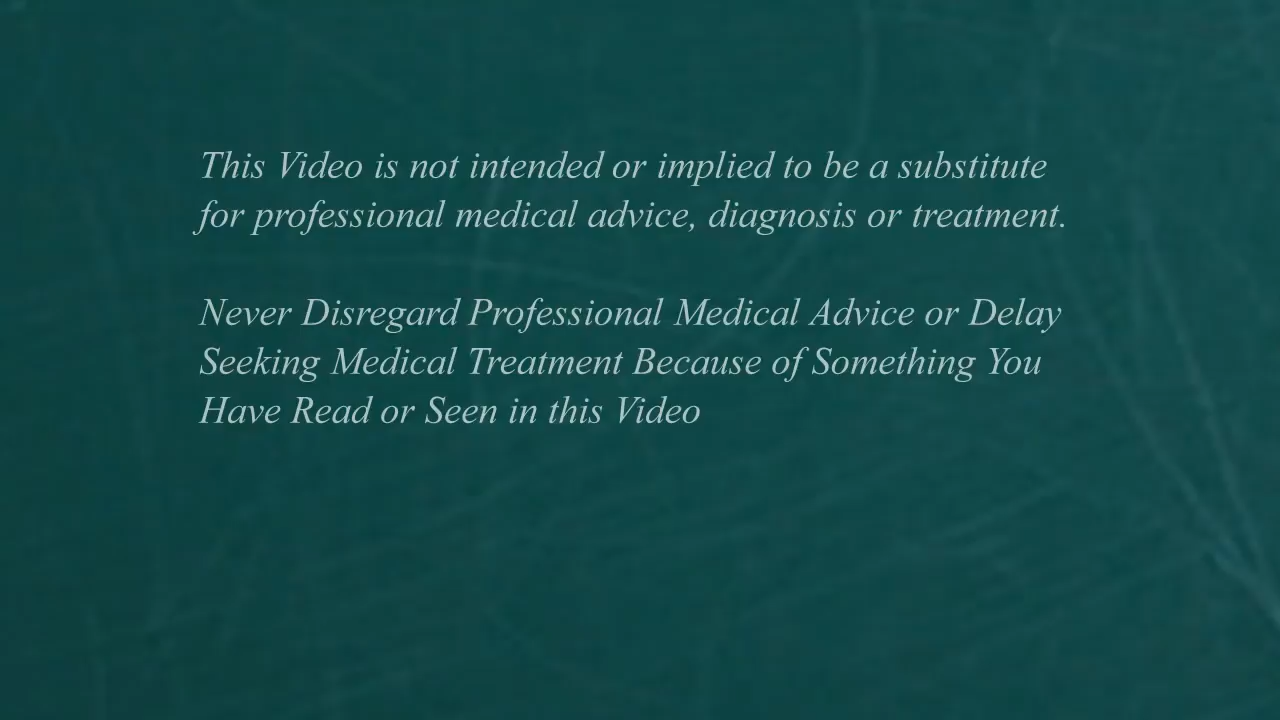 This Video is not intended or implied to be a substitute
for professional medical advice, diagnosis or treatment.
Never Disregard Professional Medical Advice or Delay
Seeking Medical Treatment Because of Something You
Have Read or Seen in this Video